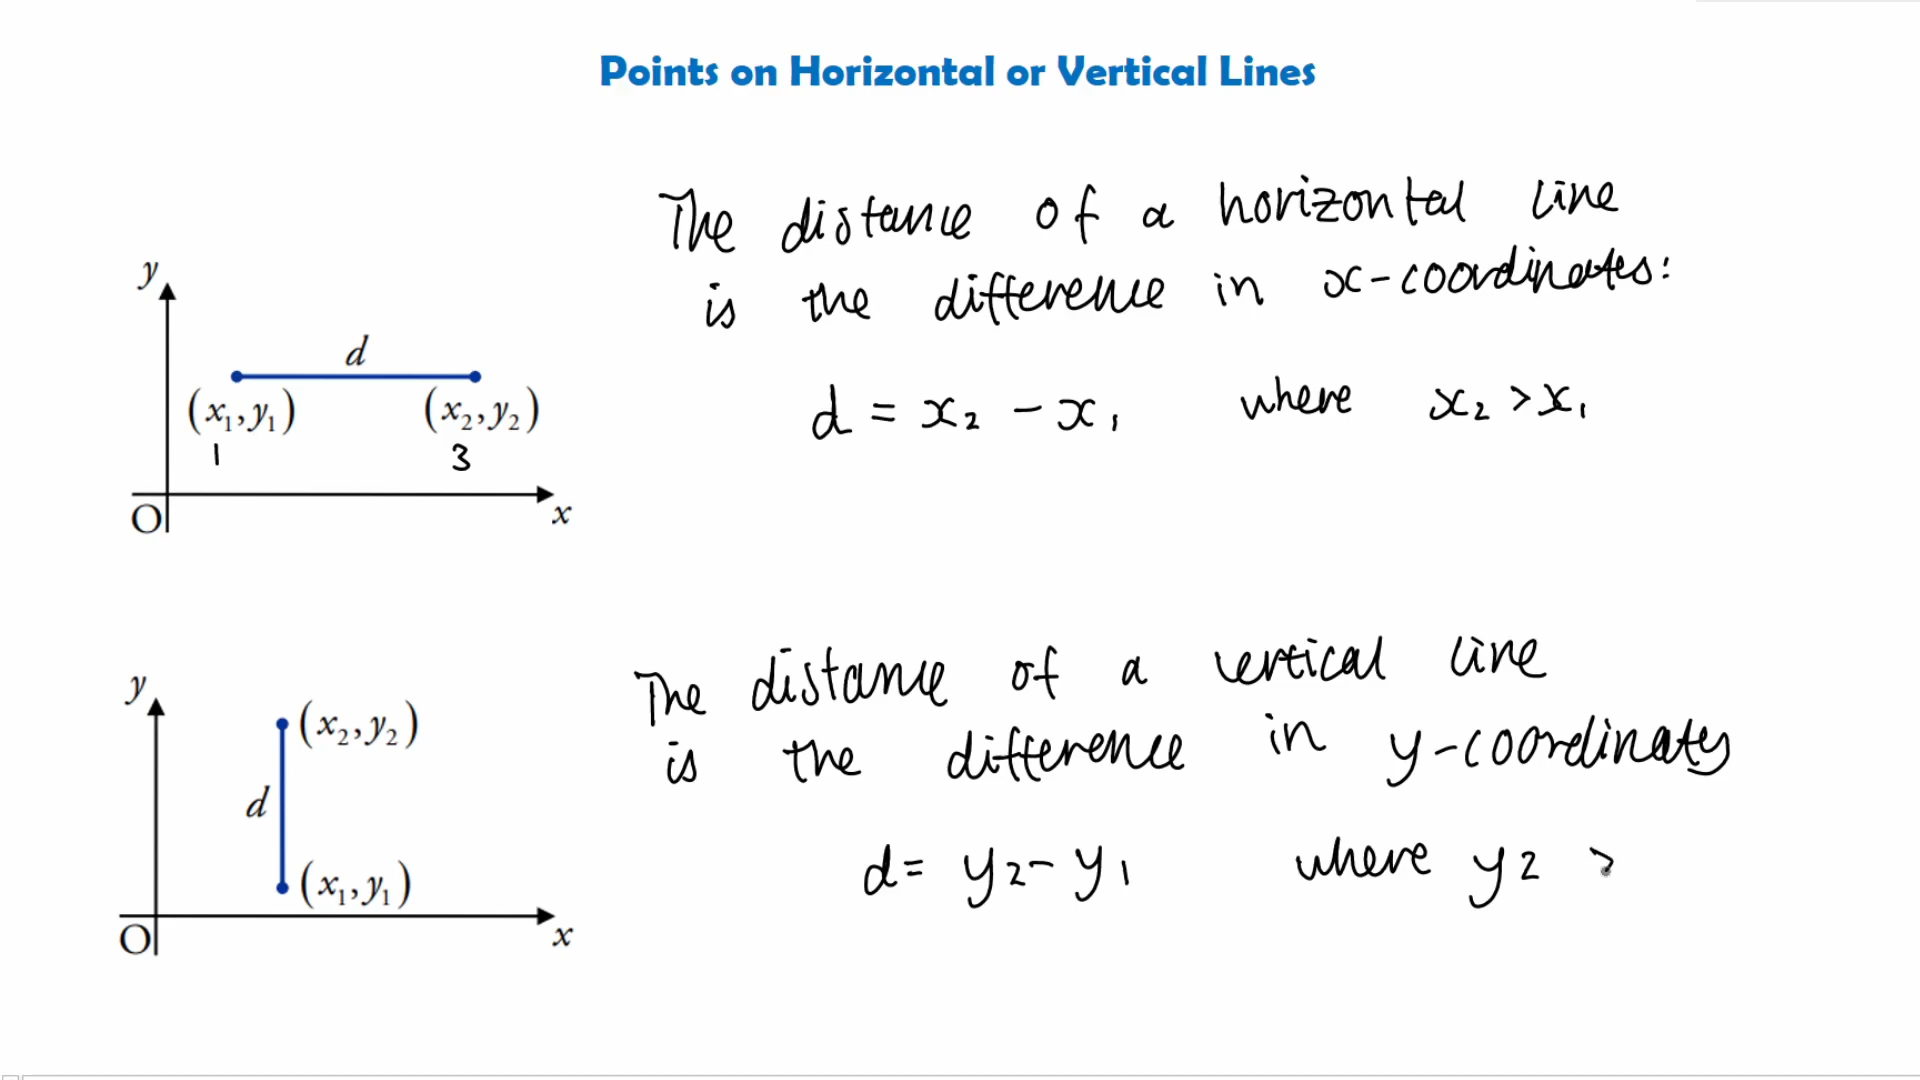 Points on Horizontal or Vertical Lines
The distance of a horizontal line
is the difference in x-coordinates:
d = x₂ - x₁ where x₂ > x₁
y
d
(x₁, y₁) (x₂, y₂)
1 3
O x
The distance of a vertical line
is the difference in y-coordinates
d = y₂ - y₁ where y₂ >
y
(x₂, y₂)
d
(x₁, y₁)
O x